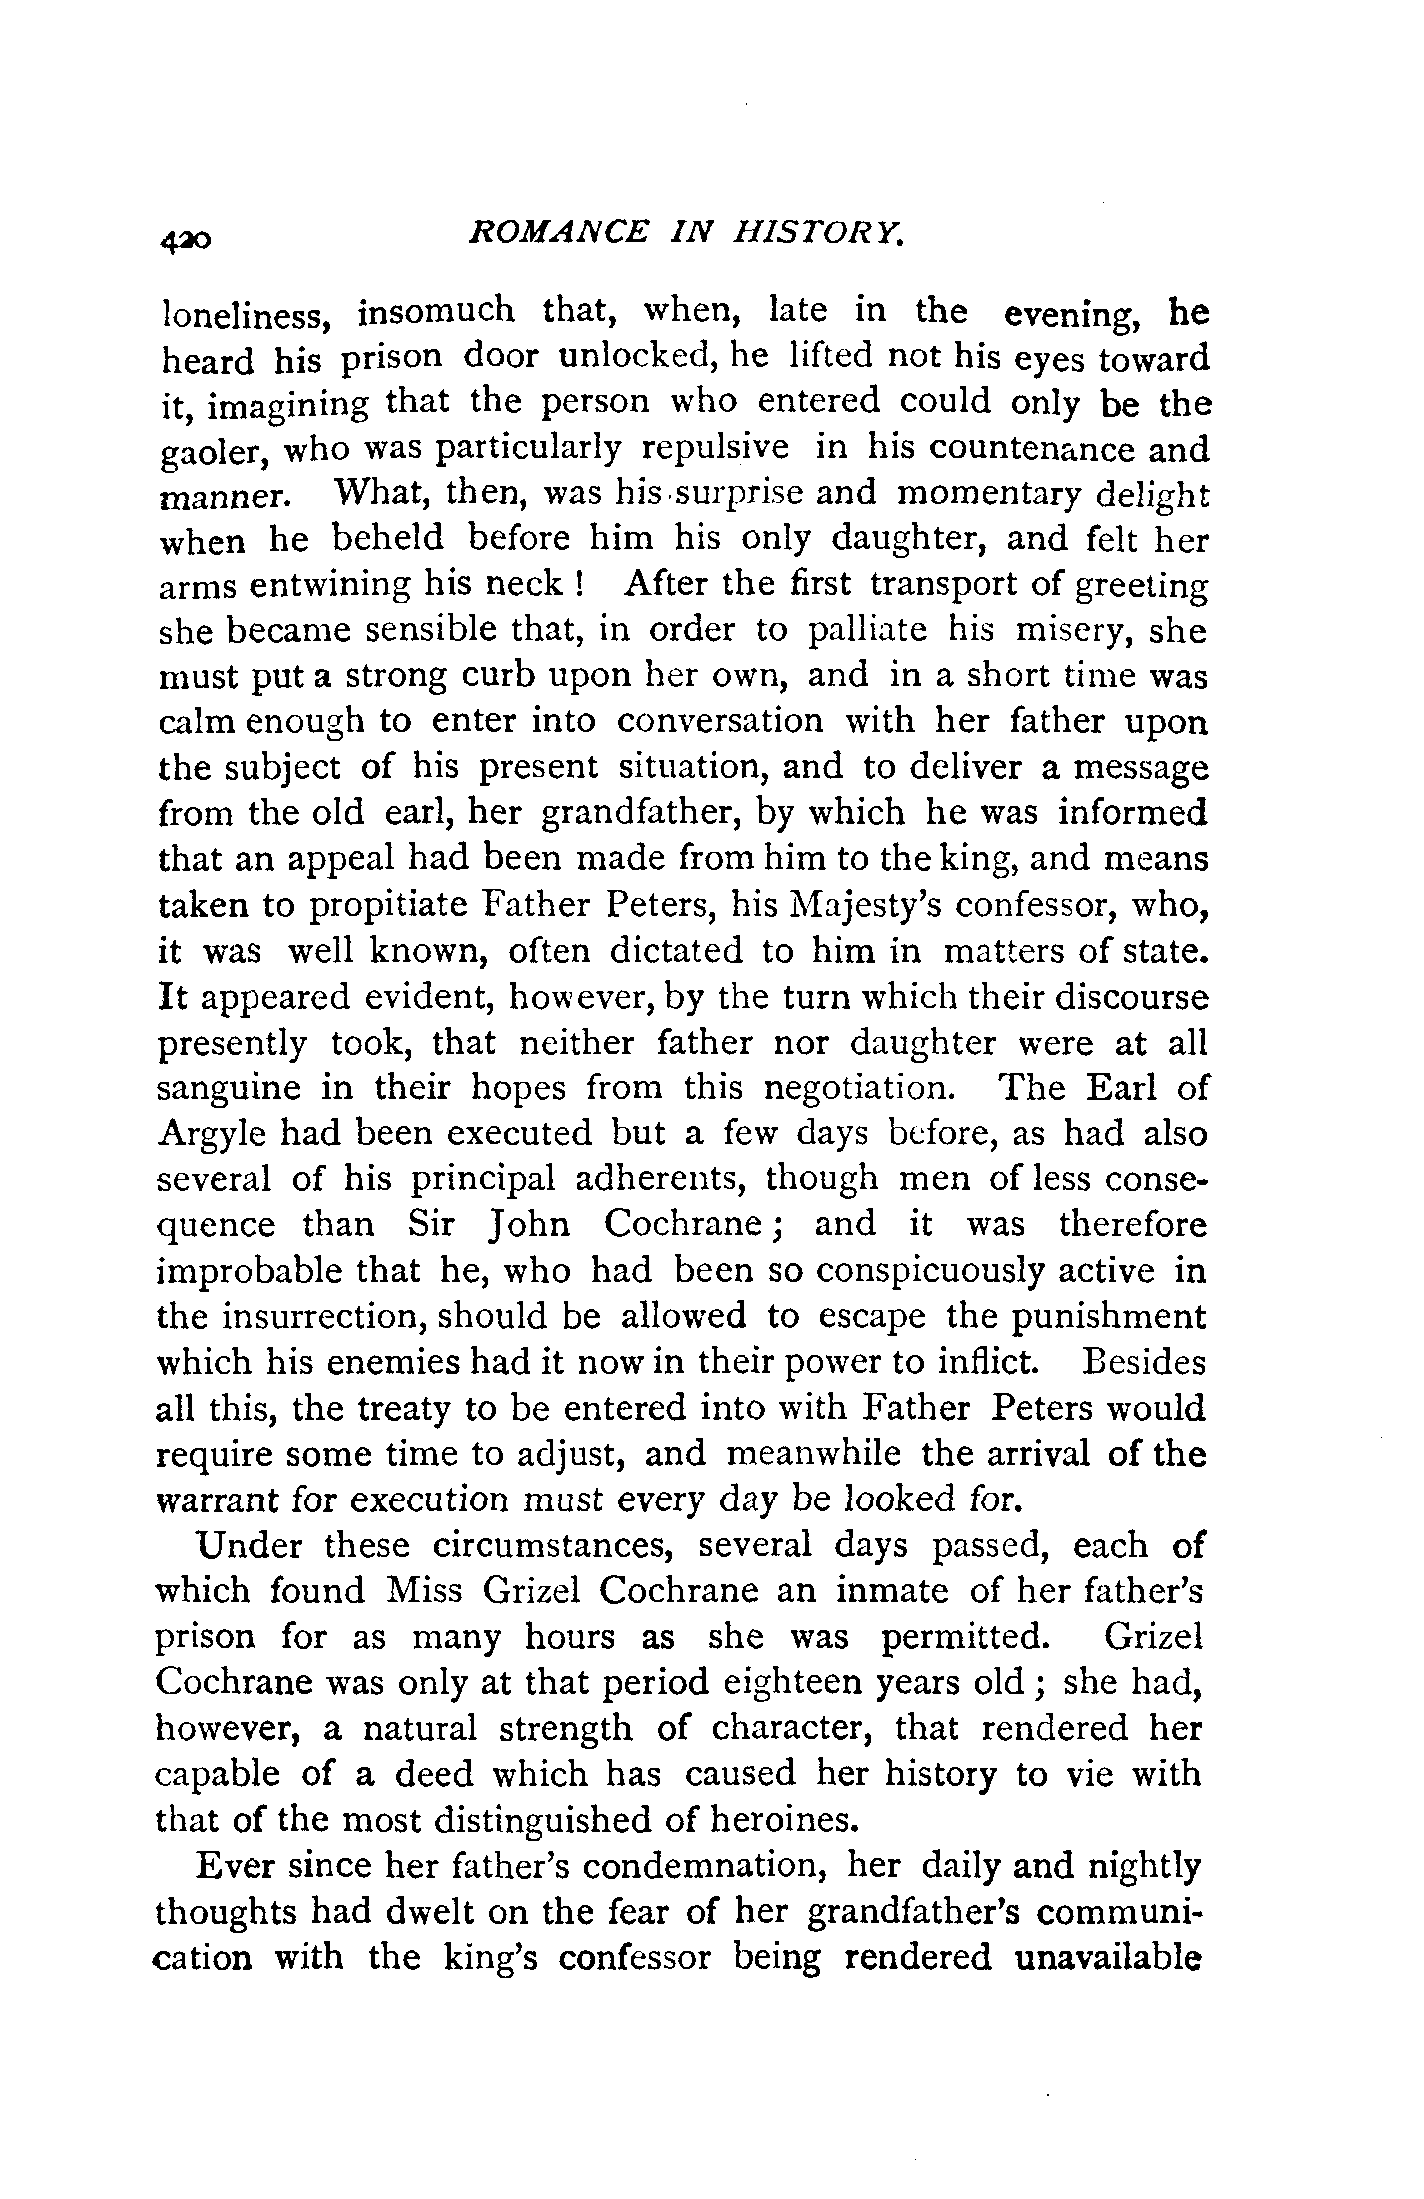 420 ROMANCE IN HISTORY.
loneliness, insomuch that, when, late in the evening, he
heard his prison door unlocked, he lifted not his eyes toward
it, imagining that the person who entered could only be the
gaoler, who was particularly repulsive in his countenance and
manner. What, then, was his surprise and momentary delight
when he beheld before him his only daughter, and felt her
arms entwining his neck ! After the first transport of greeting
she became sensible that, in order to palliate his misery, she
must put a strong curb upon her own, and in a short time was
calm enough to enter into conversation with her father upon
the subject of his present situation, and to deliver a message
from the old earl, her grandfather, by which he was informed
that an appeal had been made from him to the king, and means
taken to propitiate Father Peters, his Majesty's confessor, who,
it was well known, often dictated to him in matters of state.
It appeared evident, however, by the turn which their discourse
presently took, that neither father nor daughter were at all
sanguine in their hopes from this negotiation. The Earl of
Argyle had been executed but a few days before, as had also
several of his principal adherents, though men of less conse-
quence than Sir John Cochrane ; and it was therefore
improbable that he, who had been so conspicuously active in
the insurrection, should be allowed to escape the punishment
which his enemies had it now in their power to inflict. Besides
all this, the treaty to be entered into with Father Peters would
require some time to adjust, and meanwhile the arrival of the
warrant for execution must every day be looked for.
Under these circumstances, several days passed, each of
which found Miss Grizel Cochrane an inmate of her father's
prison for as many hours as she was permitted. Grizel
Cochrane was only at that period eighteen years old ; she had,
however, a natural strength of character, that rendered her
capable of a deed which has caused her history to vie with
that of the most distinguished of heroines.
Ever since her father's condemnation, her daily and nightly
thoughts had dwelt on the fear of her grandfather's communi-
cation with the king's confessor being rendered unavailable